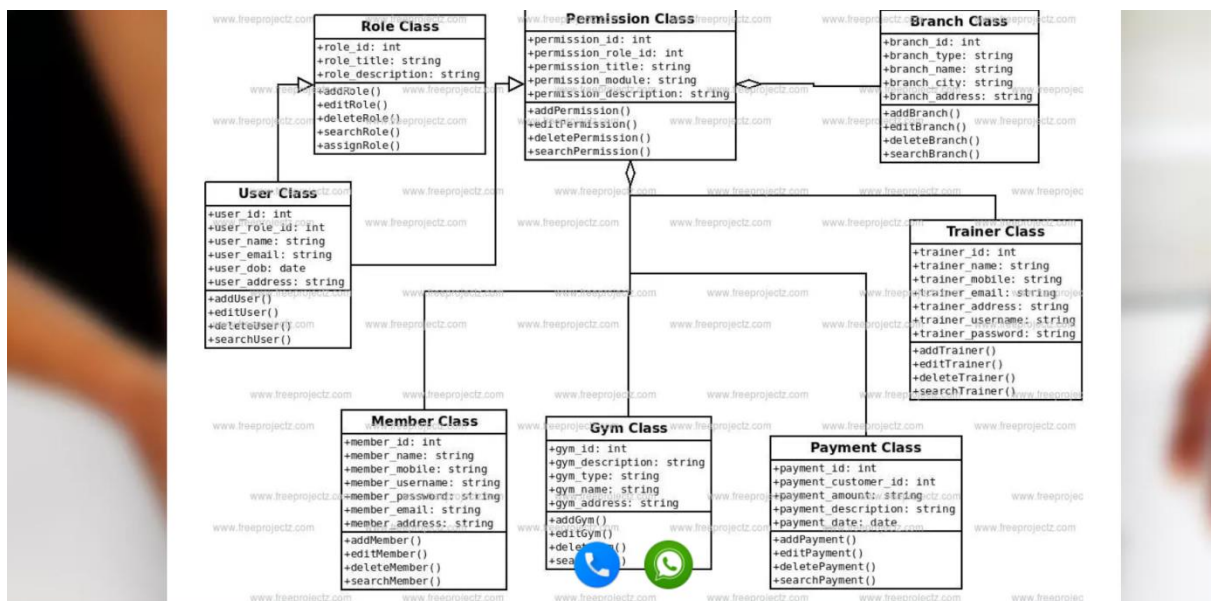 Role Class
+role_id: int
+role_title: string
+role_description: string
+addRole()
+editRole()
+deleteRole()
+searchRole()
+assignRole()
Permission Class
+permission_id: int
+permission_role_id: int
+permission_title: string
+permission_module: string
+permission_description: string
+addPermission()
+editPermission()
+deletePermission()
+searchPermission()
Branch Class
+branch_id: int
+branch_type: string
+branch_name: string
+branch_city: string
+branch_address: string
+addBranch()
+editBranch()
+deleteBranch()
+searchBranch()
User Class
+user_id: int
+user_role_id: int
+user_name: string
+user_email: string
+user_dob: date
+user_address: string
+addUser()
+editUser()
+deleteUser()
+searchUser()
Trainer Class
+trainer_id: int
+trainer_name: string
+trainer_mobile: string
+trainer_email: string
+trainer_address: string
+trainer_username: string
+trainer_password: string
+addTrainer()
+editTrainer()
+deleteTrainer()
+searchTrainer()
Member Class
+member_id: int
+member_name: string
+member_mobile: string
+member_username: string
+member_password: string
+member_email: string
+member_address: string
+addMember()
+editMember()
+deleteMember()
+searchMember()
Gym Class
+gym_id: int
+gym_description: string
+gym_type: string
+gym_name: string
+gym_address: string
+addGym()
+editGym()
Payment Class
+payment_id: int
+payment_customer_id: int
+payment_amount: string
+payment_description: string
+payment_date: date
+addPayment()
+editPayment()
+deletePayment()
+searchPayment()
www.freeprojectz.com